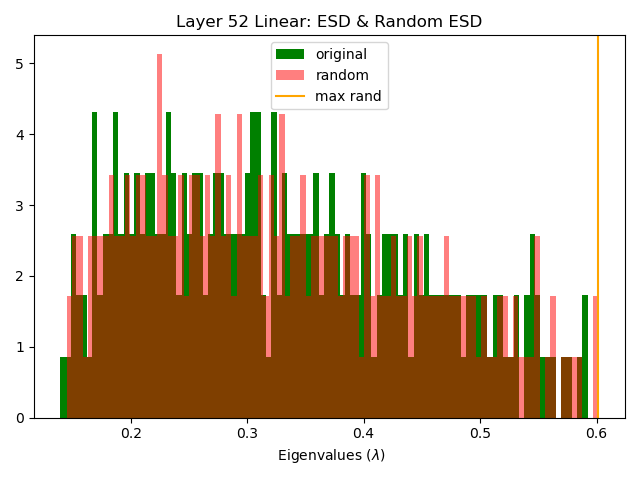 Layer 52 Linear: ESD & Random ESD
original
random
max rand
5
4
3
2
1
0
0.2 0.3 0.4 0.5 0.6
Eigenvalues (λ)